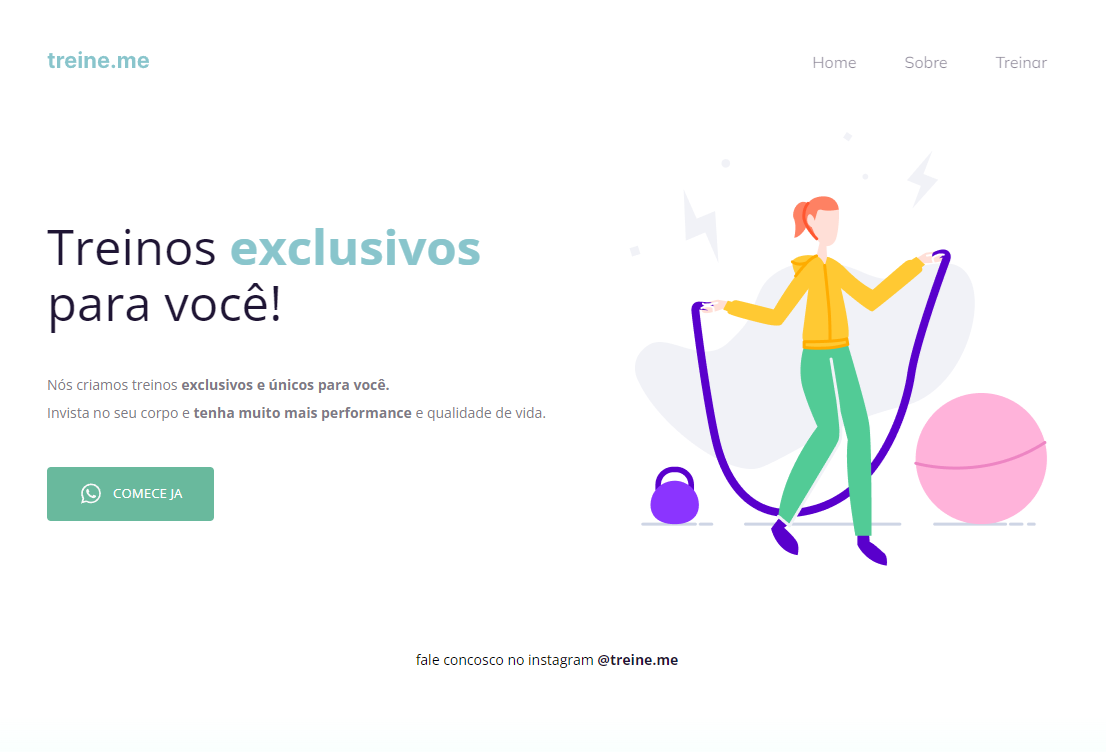 treine.me
Home Sobre Treinar
Treinos exclusivos
para você!
Nós criamos treinos exclusivos e únicos para você.
Invista no seu corpo e tenha muito mais performance e qualidade de vida.
COMECE JA
fale concosco no instagram @treine.me